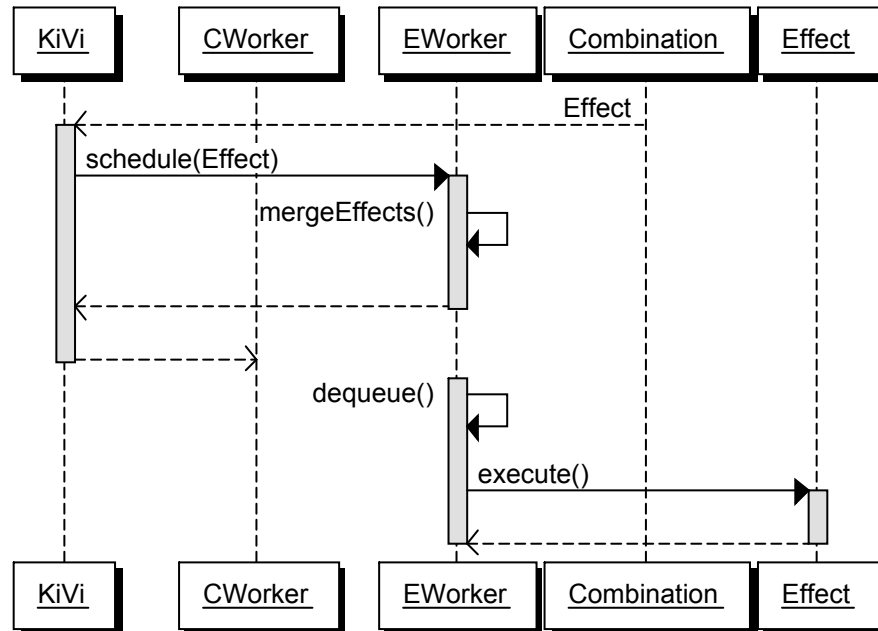 KiVi
CWorker
EWorker
Combination
Effect
Effect
schedule(Effect)
mergeEffects()
dequeue()
execute()
KiVi
CWorker
EWorker
Combination
Effect